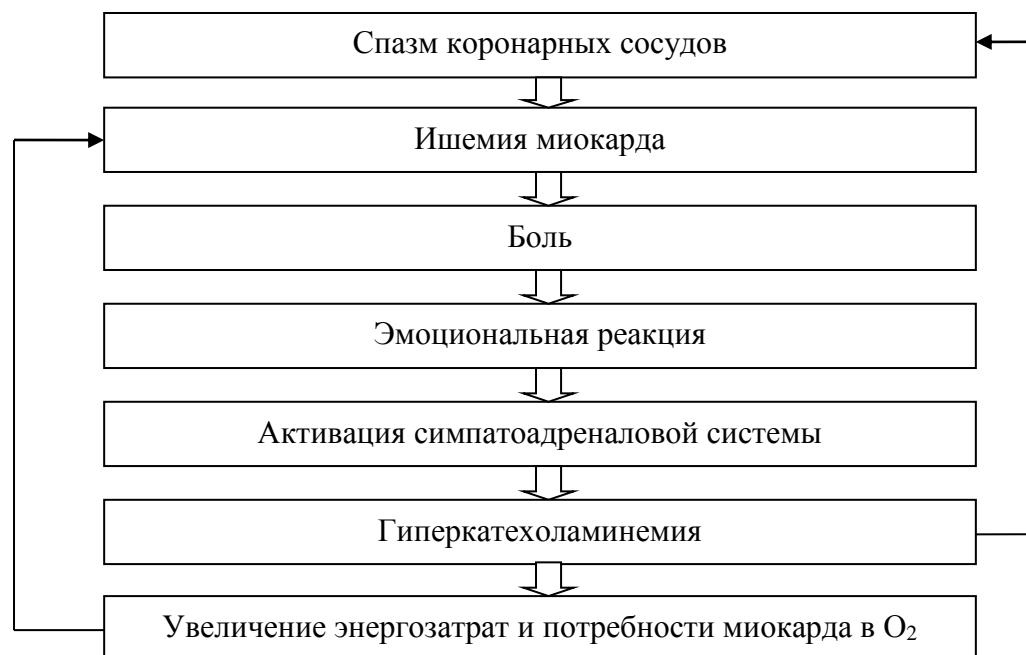 Спазм коронарных сосудов
Ишемия миокарда
Боль
Эмоциональная реакция
Активация симпатоадреналовой системы
Гиперкатехоламинемия
Увеличение энергозатрат и потребности миокарда в O₂